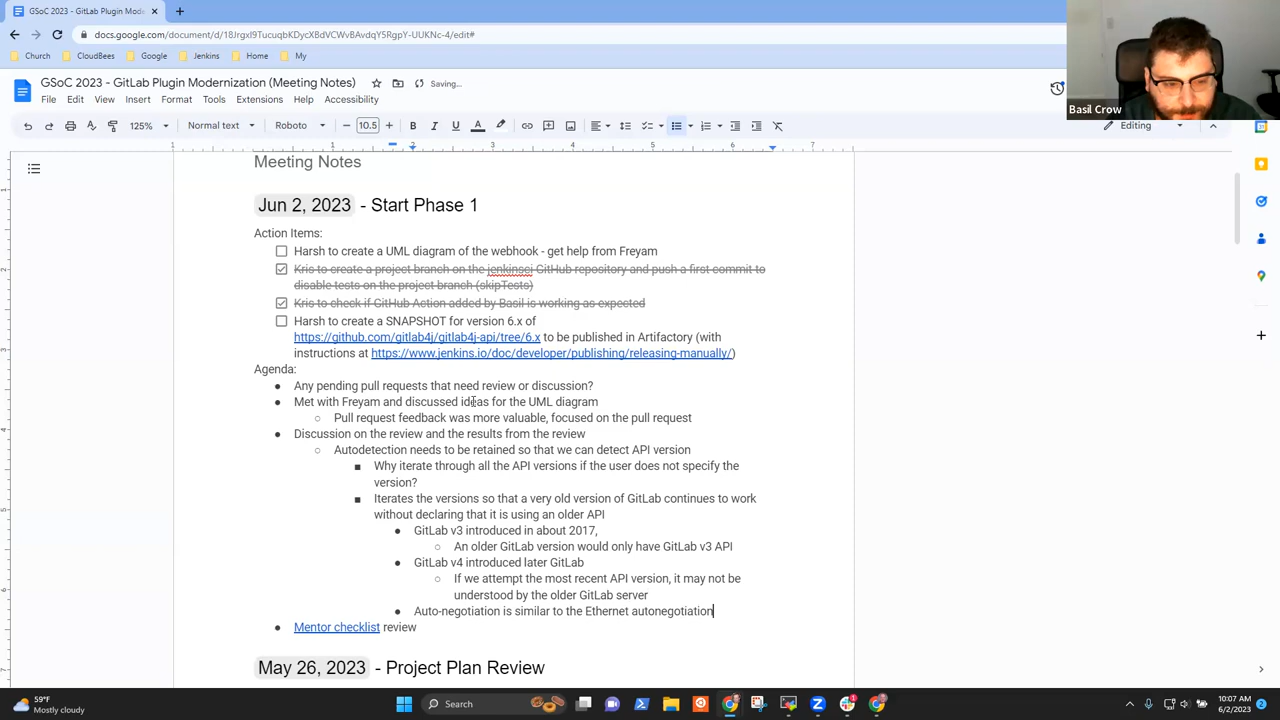 GSoC 2023 - GitLab Plugin Mode
docs.google.com/document/d/18Jrgxl9TucuqbKDycXBdVCWvBAvdqY5RgpY-UUKNc-4/edit#
Church CloudBees Google Jenkins Home My
GSoC 2023 - GitLab Plugin Modernization (Meeting Notes) Saving...
File Edit View Insert Format Tools Extensions Help Accessibility
Basil Crow
125% Normal text Roboto 10.5 Editing
1 1 2 3 4 5 6 7
Meeting Notes
Jun 2, 2023 - Start Phase 1
Action Items:
Harsh to create a UML diagram of the webhook - get help from Freyam
Kris to create a project branch on the jenkinsci GitHub repository and push a first commit to
disable tests on the project branch (skipTests)
Kris to check if GitHub Action added by Basil is working as expected
Harsh to create a SNAPSHOT for version 6.x of
https://github.com/gitlab4j/gitlab4j-api/tree/6.x to be published in Artifactory (with
instructions at https://www.jenkins.io/doc/developer/publishing/releasing-manually/)
Agenda:
● Any pending pull requests that need review or discussion?
● Met with Freyam and discussed ideas for the UML diagram
○ Pull request feedback was more valuable, focused on the pull request
● Discussion on the review and the results from the review
○ Autodetection needs to be retained so that we can detect API version
■ Why iterate through all the API versions if the user does not specify the
version?
■ Iterates the versions so that a very old version of GitLab continues to work
without declaring that it is using an older API
● GitLab v3 introduced in about 2017,
○ An older GitLab version would only have GitLab v3 API
● GitLab v4 introduced later GitLab
○ If we attempt the most recent API version, it may not be
understood by the older GitLab server
● Auto-negotiation is similar to the Ethernet autonegotiation
● Mentor checklist review
May 26, 2023 - Project Plan Review
59°F
Mostly cloudy
Search
10:07 AM
6/2/2023